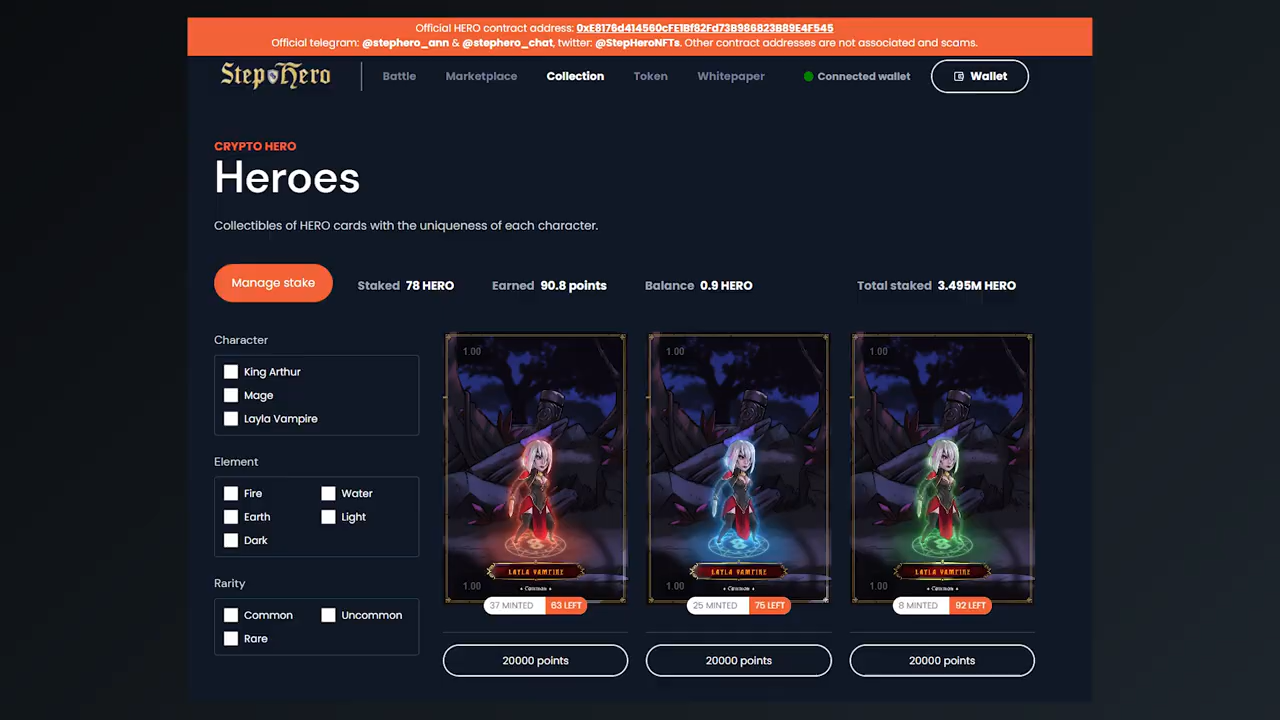 Official HERO contract address: 0xE8176d414560cFE1Bf82Fd73B986823B89E4F545
Official telegram: @stephero_ann & @stephero_chat, twitter: @StepHeroNFTs. Other contract addresses are not associated and scams.
StepHero
Battle
Marketplace
Collection
Token
Whitepaper
Connected wallet
Wallet
CRYPTO HERO
Heroes
Collectibles of HERO cards with the uniqueness of each character.
Manage stake
Staked 78 HERO
Earned 90.8 points
Balance 0.9 HERO
Total staked 3.495M HERO
Character
King Arthur
Mage
Layla Vampire
Element
Fire
Water
Earth
Light
Dark
Rarity
Common
Uncommon
Rare
1.00
LAYLA VAMPIRE
1.00
Common
37 MINTED
63 LEFT
20000 points
1.00
LAYLA VAMPIRE
1.00
Common
25 MINTED
75 LEFT
20000 points
1.00
LAYLA VAMPIRE
1.00
Common
8 MINTED
92 LEFT
20000 points